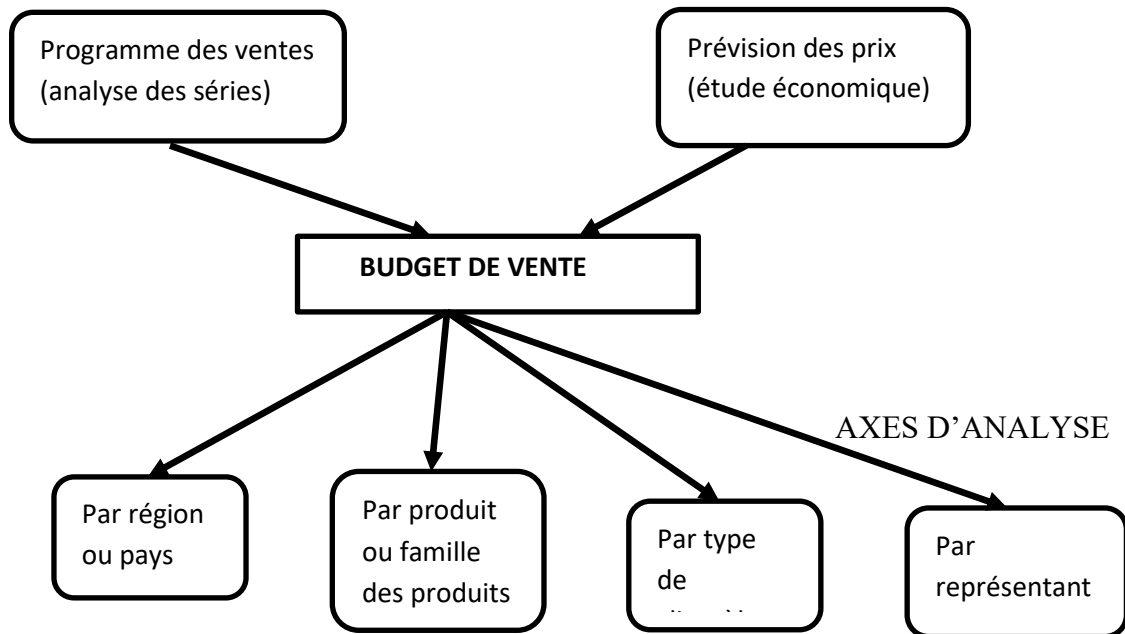 Programme des ventes
(analyse des séries)
Prévision des prix
(étude économique)
BUDGET DE VENTE
AXES D’ANALYSE
Par région
ou pays
Par produit
ou famille
des produits
Par type
de
Par
représentant